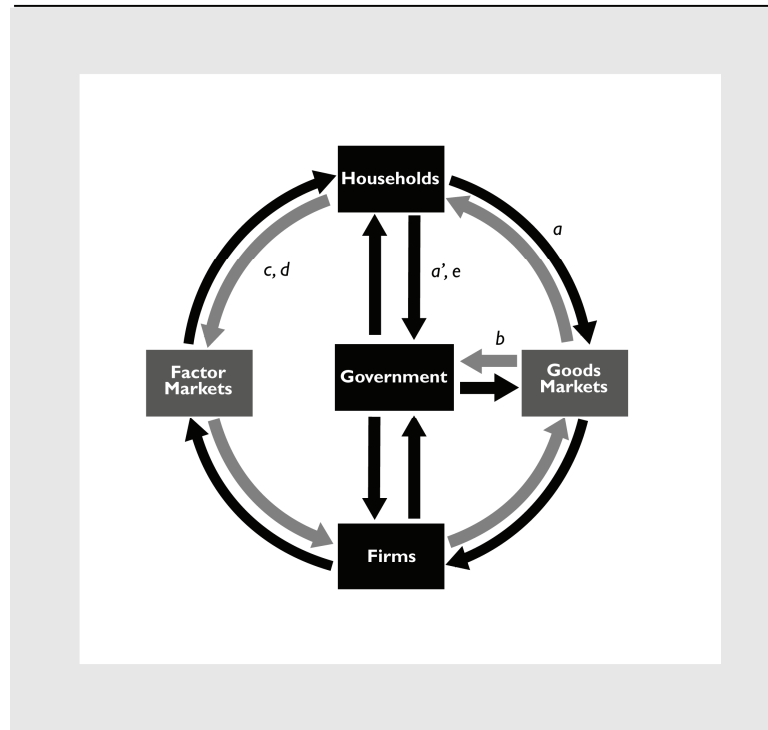 Households
a
c, d
a’, e
b
Factor
Markets
Government
Goods
Markets
Firms